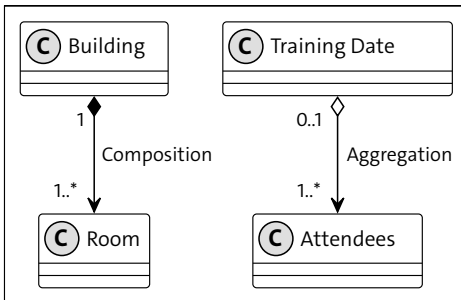 C Building
C Training Date
1
0..1
Composition
Aggregation
1..*
1..*
C Room
C Attendees